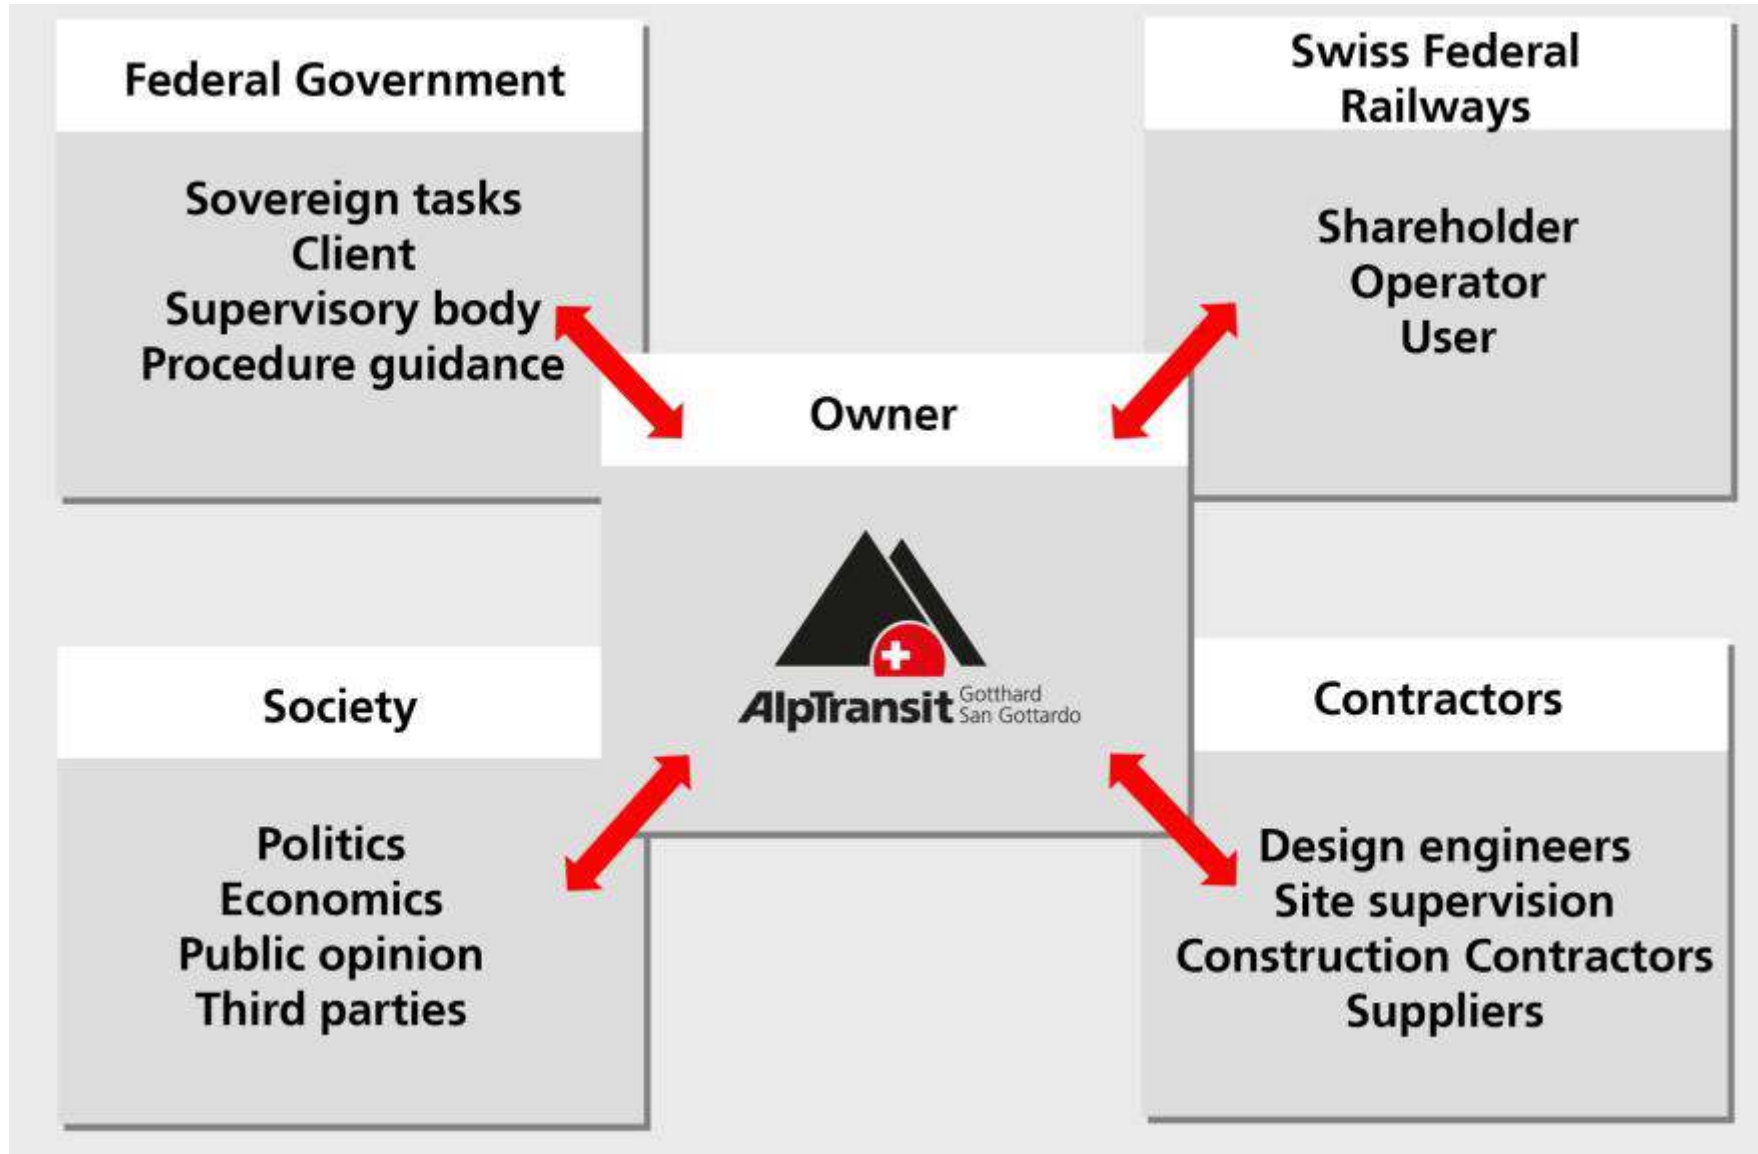 Federal Government
Sovereign tasks
Client
Supervisory body
Procedure guidance
Swiss Federal
Railways
Shareholder
Operator
User
Owner
AlpTransit Gotthard
San Gottardo
Society
Politics
Economics
Public opinion
Third parties
Contractors
Design engineers
Site supervision
Construction Contractors
Suppliers